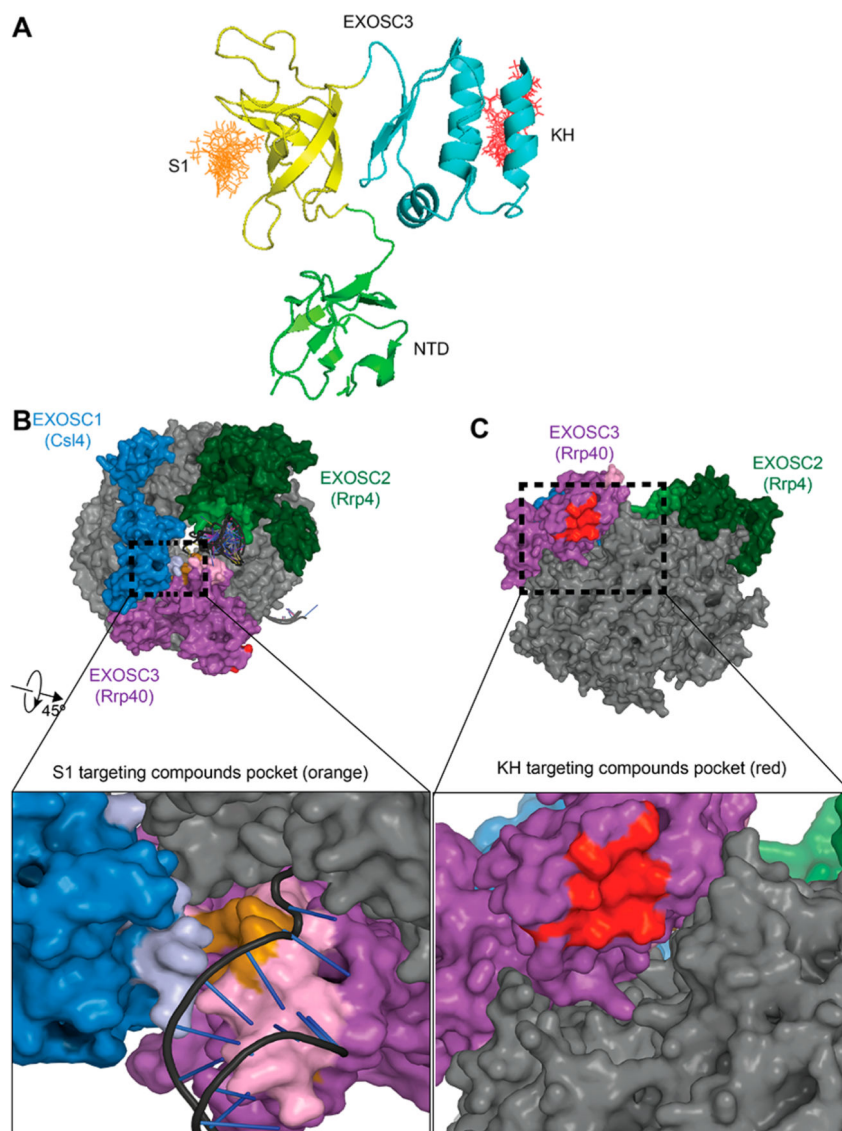 A
EXOSC3
S1
KH
NTD
B
EXOSC1
(Csl4)
EXOSC2
(Rrp4)
EXOSC3
(Rrp40)
45°
C
EXOSC3
(Rrp40)
EXOSC2
(Rrp4)
S1 targeting compounds pocket (orange)
KH targeting compounds pocket (red)